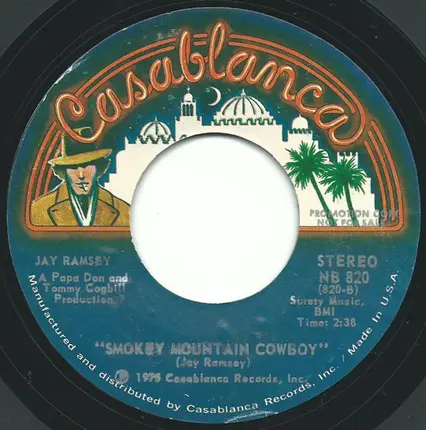 Casablanca
PROMOTION COPY
NOT FOR SALE
JAY RAMSEY
A Papa Don and
Tommy Cogbill
Production
STEREO
NB 820
(820-B)
Surety Music,
BMI
Time: 2:38
"SMOKEY MOUNTAIN COWBOY"
(Jay Ramsey)
℗ 1975 Casablanca Records, Inc.
Manufactured and distributed by Casablanca Records, Inc. Made in U.S.A.